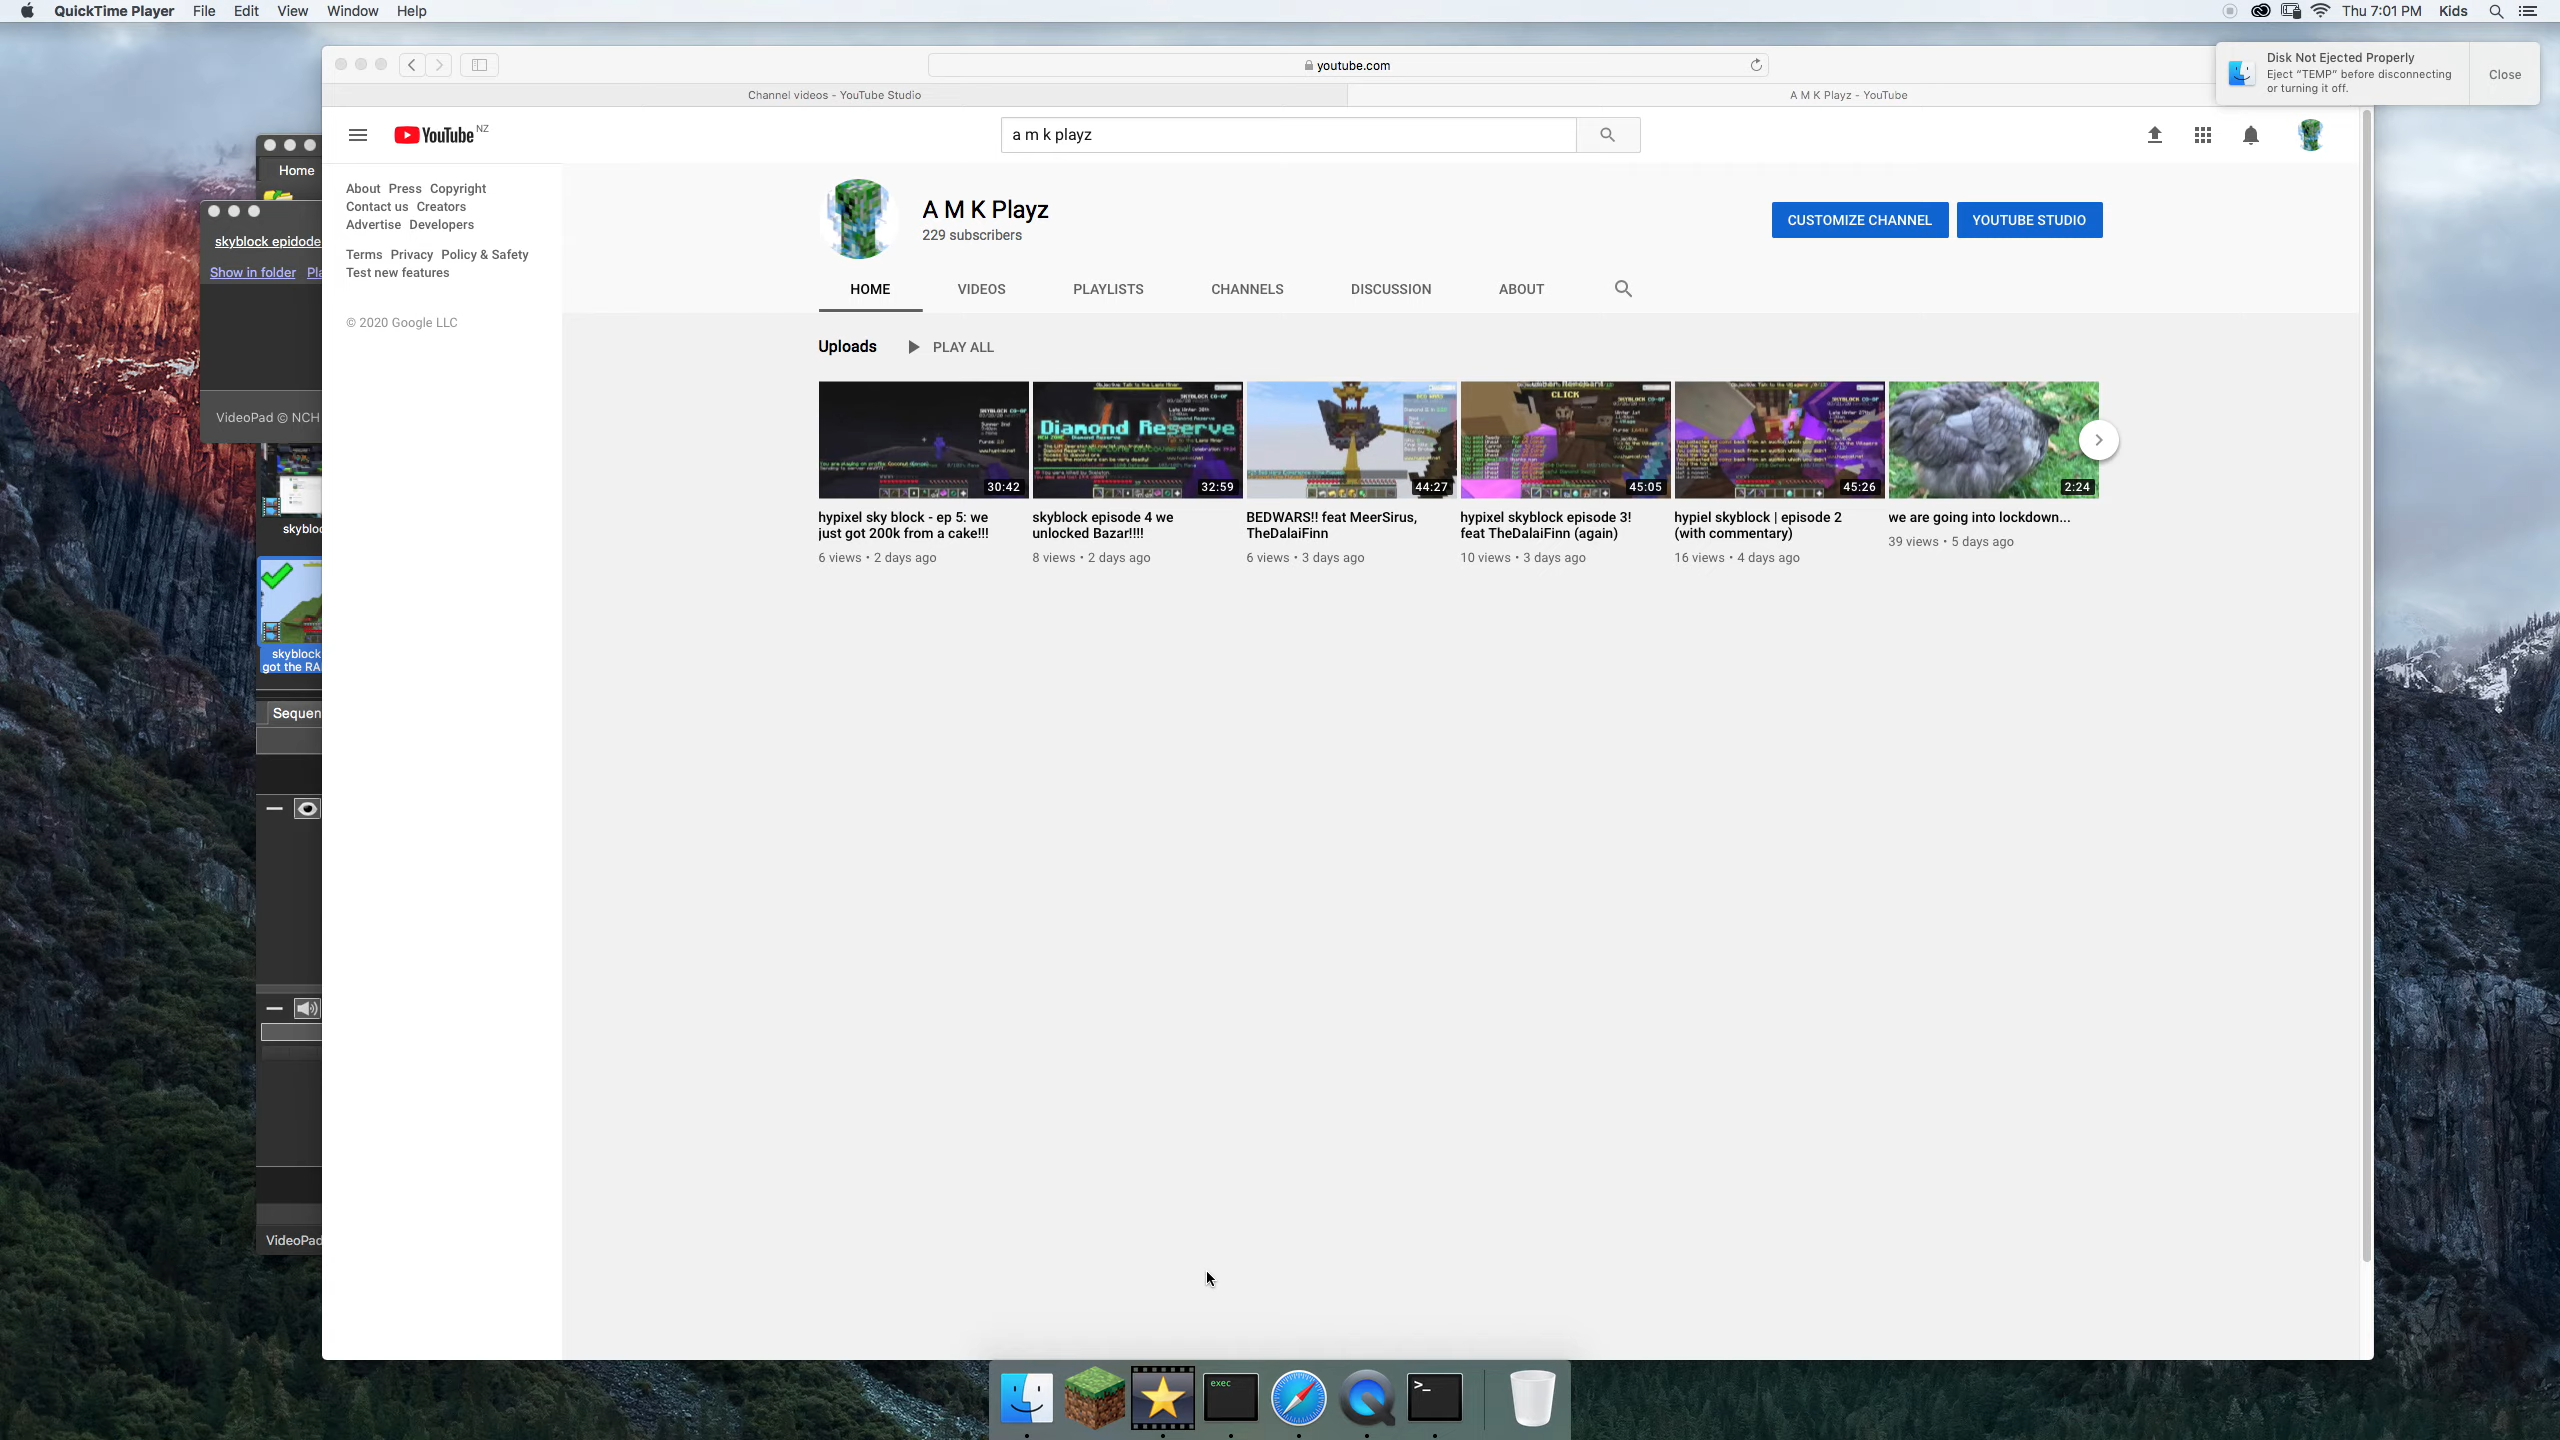 QuickTime Player File Edit View Window Help
Thu 7:01 PM Kids
youtube.com
Channel videos - YouTube Studio
A M K Playz - YouTube
Disk Not Ejected Properly
Eject "TEMP" before disconnecting
or turning it off.
Close
YouTube NZ
a m k playz
Home
skyblock epidode
Show in folder
VideoPad © NCH
skybloc
skyblock
got the RA
Sequen
VideoPad
About Press Copyright
Contact us Creators
Advertise Developers
Terms Privacy Policy & Safety
Test new features
© 2020 Google LLC
A M K Playz
229 subscribers
CUSTOMIZE CHANNEL
YOUTUBE STUDIO
HOME VIDEOS PLAYLISTS CHANNELS DISCUSSION ABOUT
Uploads PLAY ALL
Diamond Reserve
CLICK
30:42
32:59
44:27
45:05
45:26
2:24
hypixel sky block - ep 5: we
just got 200k from a cake!!!
6 views • 2 days ago
skyblock episode 4 we
unlocked Bazar!!!!
8 views • 2 days ago
BEDWARS!! feat MeerSirus,
TheDalaiFinn
6 views • 3 days ago
hypixel skyblock episode 3!
feat TheDalaiFinn (again)
10 views • 3 days ago
hypiel skyblock | episode 2
(with commentary)
16 views • 4 days ago
we are going into lockdown...
39 views • 5 days ago
exec
>_